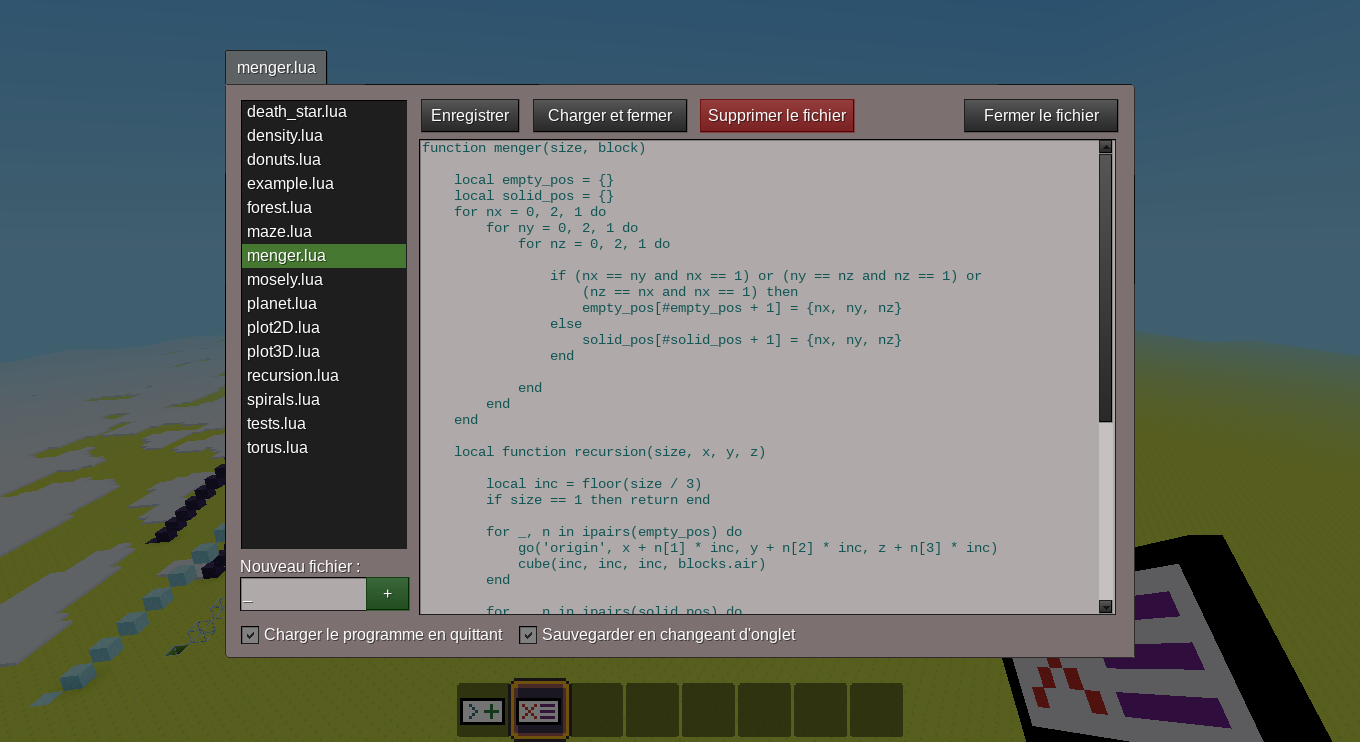 menger.lua
death_star.lua
density.lua
donuts.lua
example.lua
forest.lua
maze.lua
menger.lua
mosely.lua
planet.lua
plot2D.lua
plot3D.lua
recursion.lua
spirals.lua
tests.lua
torus.lua
Nouveau fichier :
_
+
Enregistrer
Charger et fermer
Supprimer le fichier
Fermer le fichier
function menger(size, block)
    local empty_pos = {}
    local solid_pos = {}
    for nx = 0, 2, 1 do
        for ny = 0, 2, 1 do
            for nz = 0, 2, 1 do
                if (nx == ny and nx == 1) or (ny == nz and nz == 1) or
                    (nz == nx and nx == 1) then
                    empty_pos[#empty_pos + 1] = {nx, ny, nz}
                else
                    solid_pos[#solid_pos + 1] = {nx, ny, nz}
                end
            end
        end
    end
    local function recursion(size, x, y, z)
        local inc = floor(size / 3)
        if size == 1 then return end
        for _, n in ipairs(empty_pos) do
            go('origin', x + n[1] * inc, y + n[2] * inc, z + n[3] * inc)
            cube(inc, inc, inc, blocks.air)
        end
        for _, n in ipairs(solid_pos) do
Charger le programme en quittant
Sauvegarder en changeant d'onglet